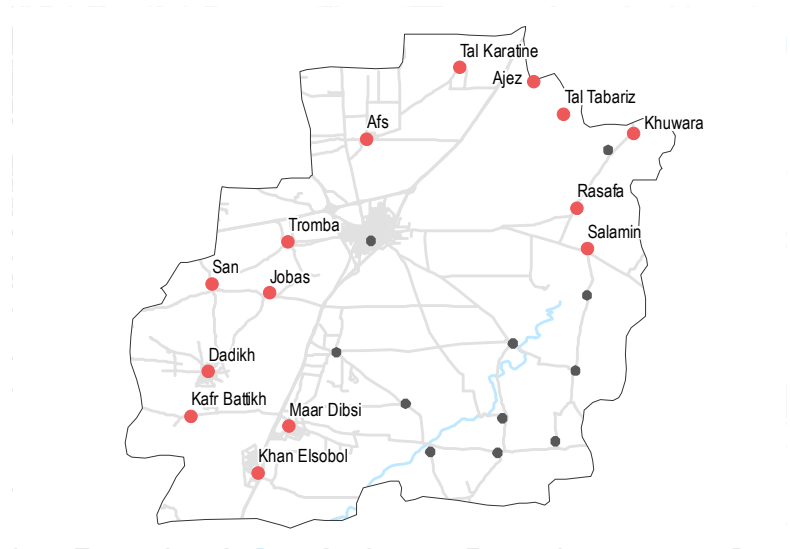 Tal Karatine
Ajez
Tal Tabariz
Afs
Khuwara
Rasafa
Tromba
Salamin
San
Jobas
Dadikh
Kafr Battikh
Maar Dibsi
Khan Elsobol